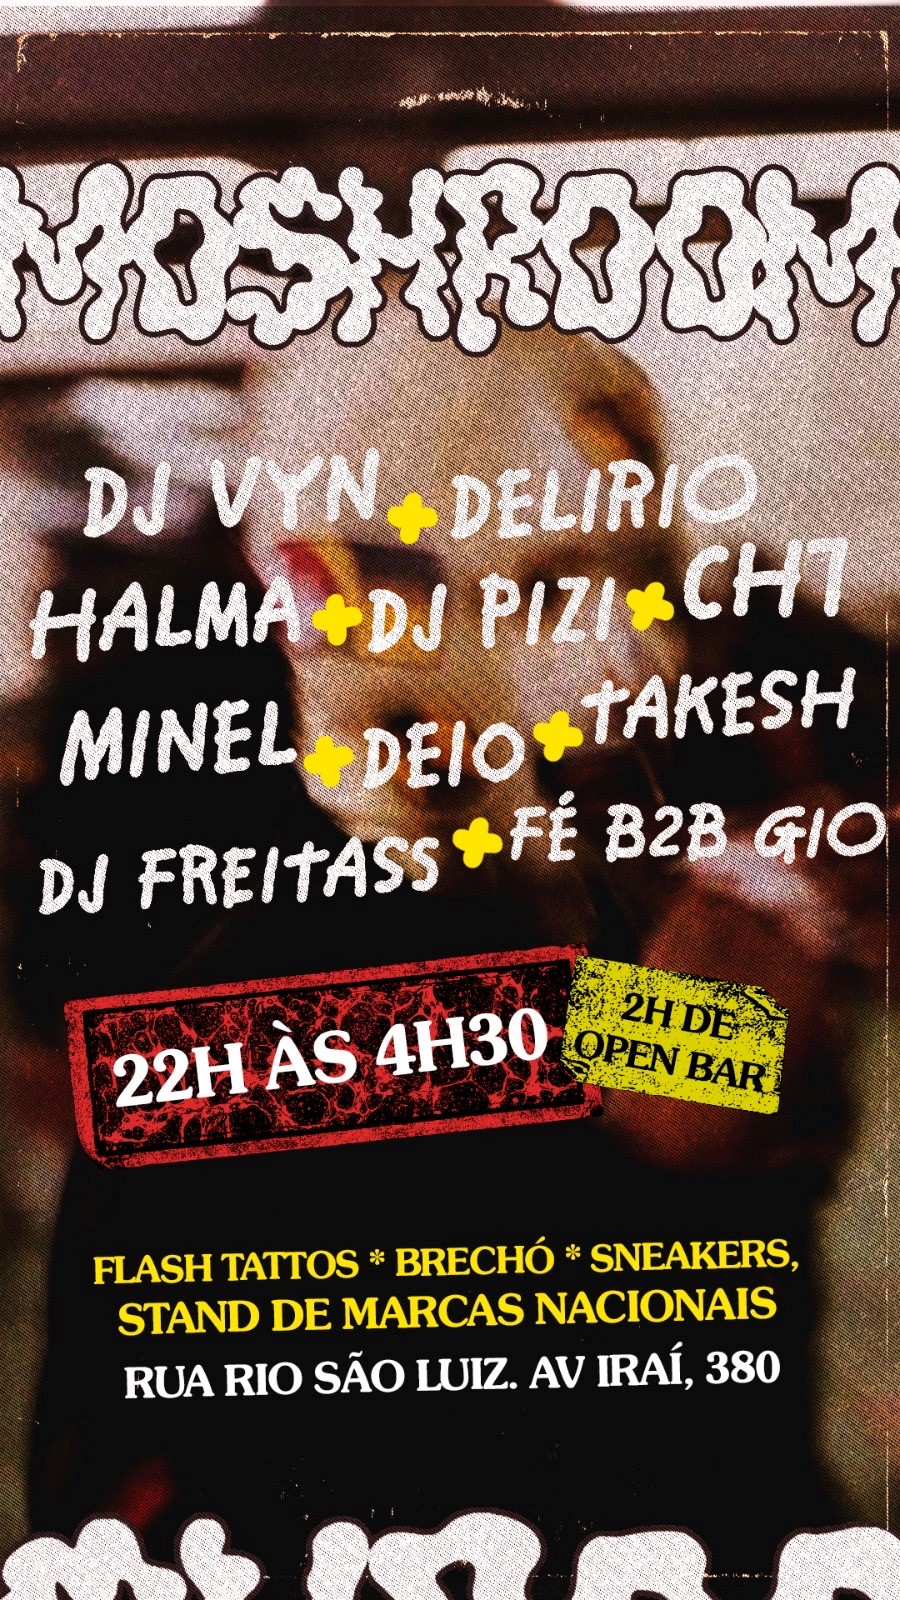 MOSHROOM
DJ VYN + DELIRIO
HALMA + DJ PIZI + CH7
MINEL + DEIO + TAKESH
DJ FREITASS + FÉ B2B GIO
22H ÀS 4H30
2H DE
OPEN BAR
FLASH TATTOS * BRECHÓ * SNEAKERS,
STAND DE MARCAS NACIONAIS
RUA RIO SÃO LUIZ. AV IRAÍ, 380